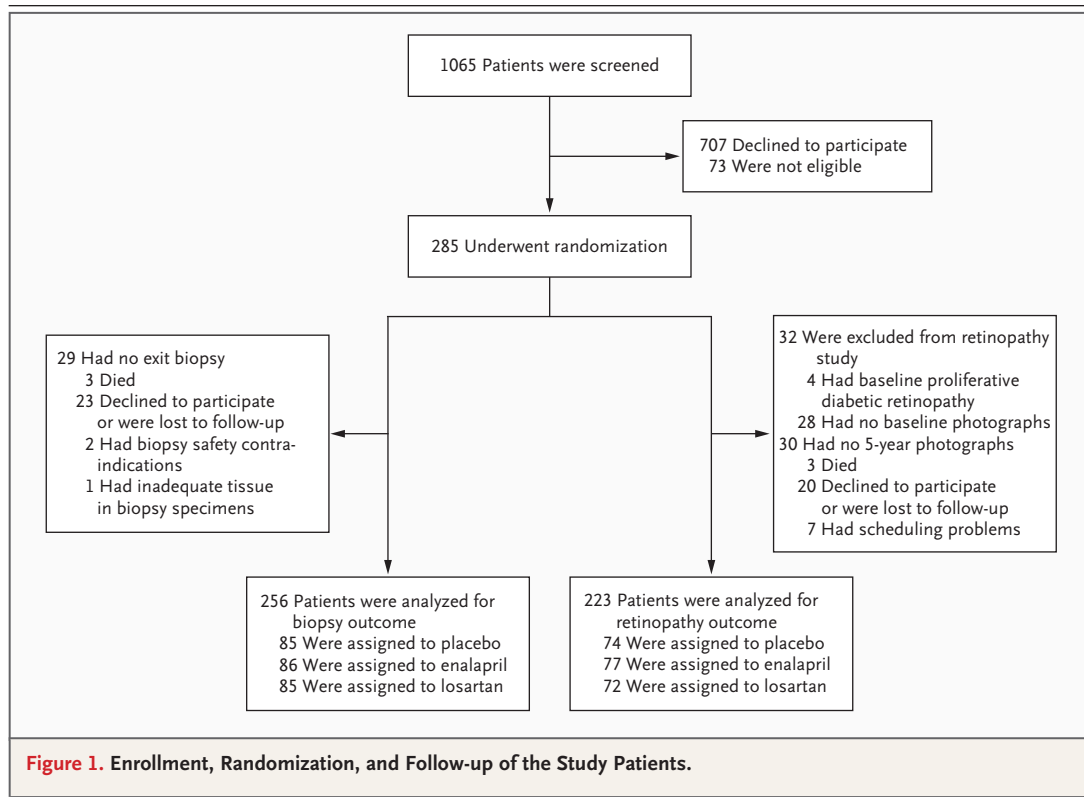 1065 Patients were screened
707 Declined to participate
73 Were not eligible
285 Underwent randomization
29 Had no exit biopsy
3 Died
23 Declined to participate
or were lost to follow-up
2 Had biopsy safety contra-
indications
1 Had inadequate tissue
in biopsy specimens
32 Were excluded from retinopathy
study
4 Had baseline proliferative
diabetic retinopathy
28 Had no baseline photographs
30 Had no 5-year photographs
3 Died
20 Declined to participate
or were lost to follow-up
7 Had scheduling problems
256 Patients were analyzed for
biopsy outcome
85 Were assigned to placebo
86 Were assigned to enalapril
85 Were assigned to losartan
223 Patients were analyzed for
retinopathy outcome
74 Were assigned to placebo
77 Were assigned to enalapril
72 Were assigned to losartan
Figure 1. Enrollment, Randomization, and Follow-up of the Study Patients.